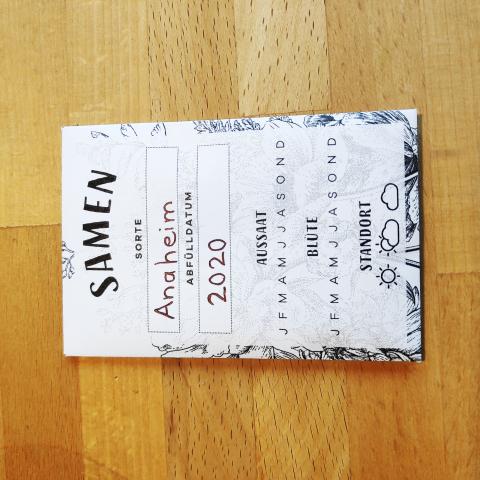 SAMEN
SORTE
Anaheim
ABFÜLLDATUM
2020
AUSSAAT
J F M A M J J A S O N D
BLÜTE
J F M A M J J A S O N D
STANDORT